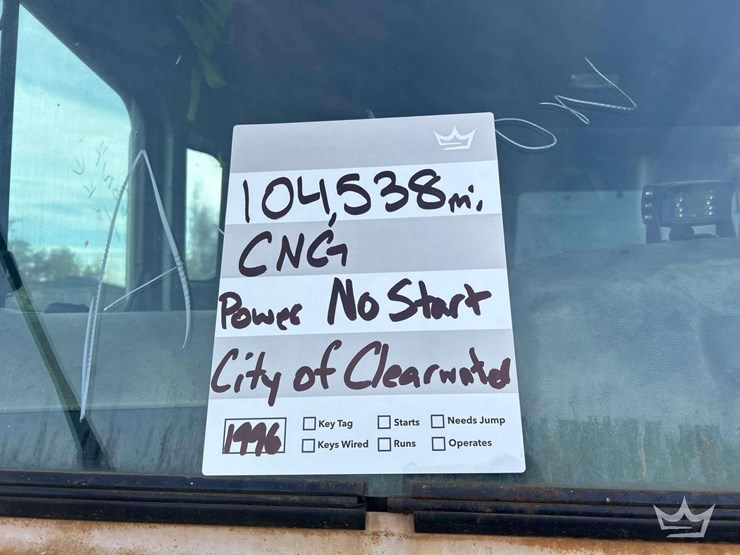 ON
A
104,538 mi.
CNG
Power No Start
City of Clearwater
1996
Key Tag Starts Needs Jump
Keys Wired Runs Operates